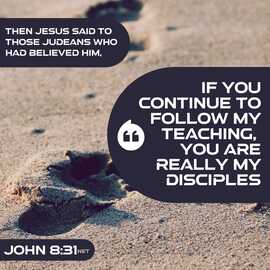 THEN JESUS SAID TO
THOSE JUDEANS WHO
HAD BELIEVED HIM,
IF YOU
CONTINUE TO
FOLLOW MY
TEACHING,
YOU ARE
REALLY MY
DISCIPLES
JOHN 8:31 NET